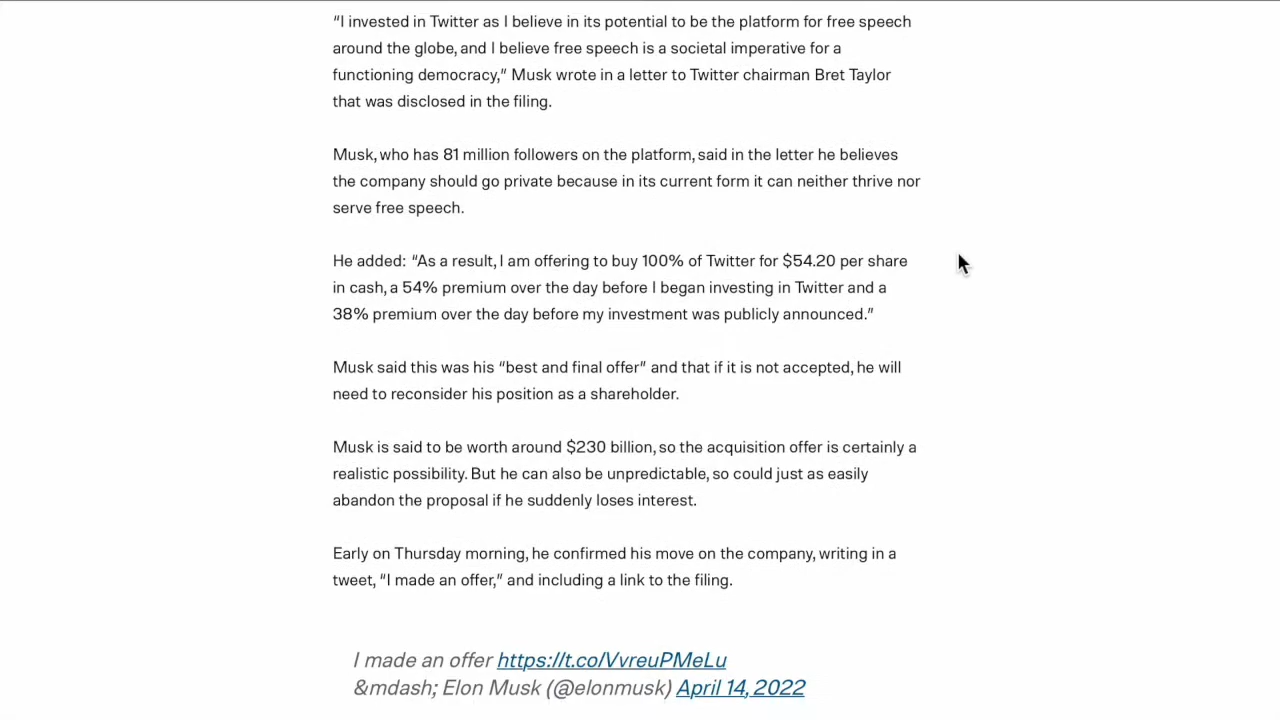 “I invested in Twitter as I believe in its potential to be the platform for free speech
around the globe, and I believe free speech is a societal imperative for a
functioning democracy,” Musk wrote in a letter to Twitter chairman Bret Taylor
that was disclosed in the filing.
Musk, who has 81 million followers on the platform, said in the letter he believes
the company should go private because in its current form it can neither thrive nor
serve free speech.
He added: “As a result, I am offering to buy 100% of Twitter for $54.20 per share
in cash, a 54% premium over the day before I began investing in Twitter and a
38% premium over the day before my investment was publicly announced.”
Musk said this was his “best and final offer” and that if it is not accepted, he will
need to reconsider his position as a shareholder.
Musk is said to be worth around $230 billion, so the acquisition offer is certainly a
realistic possibility. But he can also be unpredictable, so could just as easily
abandon the proposal if he suddenly loses interest.
Early on Thursday morning, he confirmed his move on the company, writing in a
tweet, “I made an offer,” and including a link to the filing.
I made an offer https://t.co/VvreuPMeLu
&mdash; Elon Musk (@elonmusk) April 14, 2022